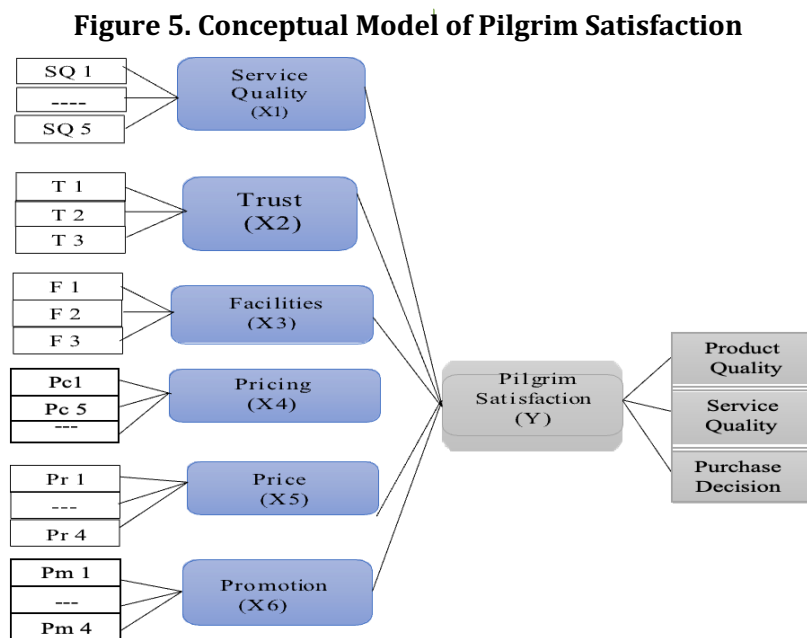 Figure 5. Conceptual Model of Pilgrim Satisfaction
SQ 1
----
SQ 5
Service
Quality
(X1)
T 1
T 2
T 3
Trust
(X2)
F 1
F 2
F 3
Facilities
(X3)
Pc1
Pc 5
---
Pricing
(X4)
Pr 1
---
Pr 4
Price
(X5)
Pm 1
---
Pm 4
Promotion
(X6)
Pilgrim
Satisfaction
(Y)
Product
Quality
Service
Quality
Purchase
Decision